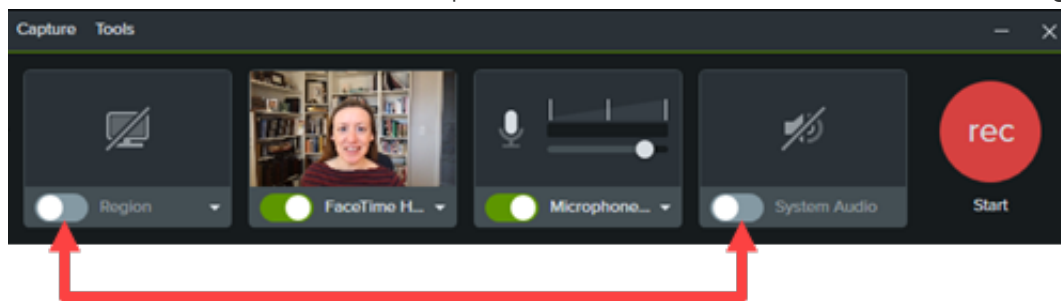 Capture Tools
rec
Region
FaceTime H...
Microphone...
System Audio
Start